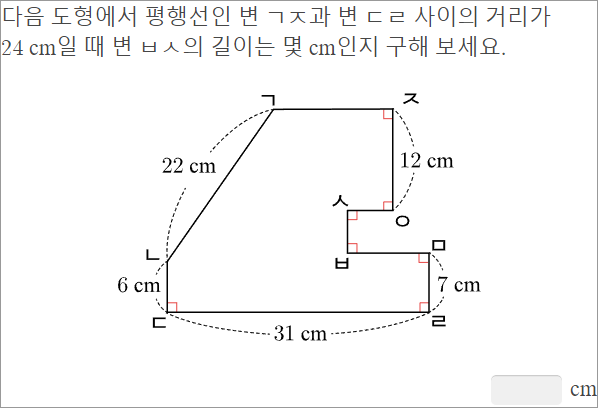 다음 도형에서 평행선인 변 ㄱㅈ과 변 ㄷㄹ 사이의 거리가
24 cm일 때 변 ㅂㅅ의 길이는 몇 cm인지 구해 보세요.
ㄱ
ㅈ
22 cm
12 cm
ㅅ
ㅇ
ㄴ
ㅂ
ㅁ
6 cm
7 cm
ㄷ
31 cm
ㄹ
cm